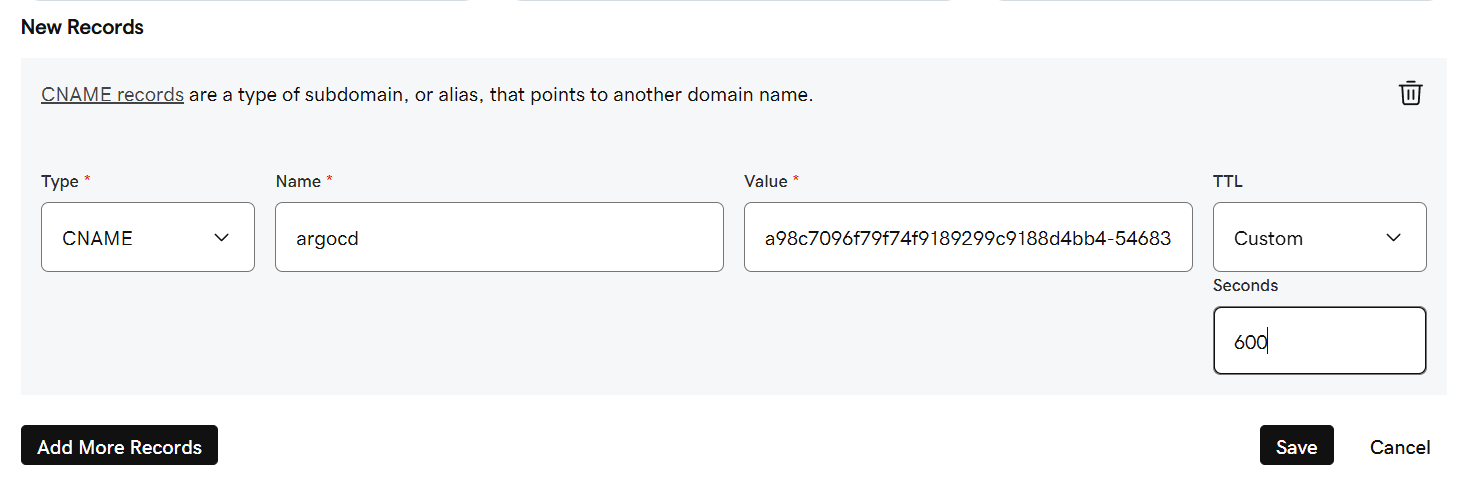 New Records
CNAME records are a type of subdomain, or alias, that points to another domain name.
Type * Name * Value * TTL
CNAME argocd a98c7096f79f74f9189299c9188d4bb4-54683 Custom
Seconds
600
Add More Records Save Cancel